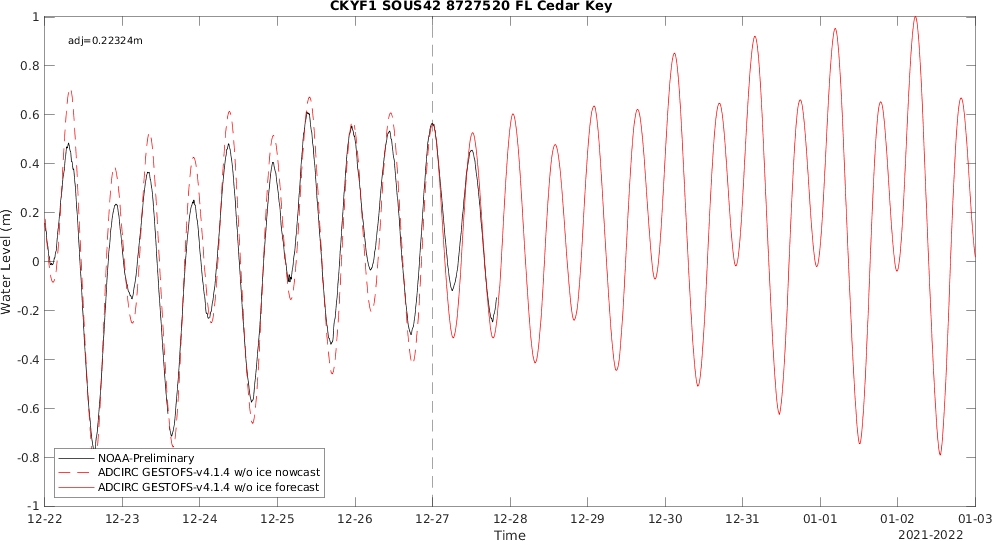 CKYF1 SOUS42 8727520 FL Cedar Key
adj=0.22324m
1
0.8
0.6
0.4
0.2
0
-0.2
-0.4
-0.6
-0.8
-1
Water Level (m)
NOAA-Preliminary
ADCIRC GESTOFS-v4.1.4 w/o ice nowcast
ADCIRC GESTOFS-v4.1.4 w/o ice forecast
12-22 12-23 12-24 12-25 12-26 12-27 12-28 12-29 12-30 12-31 01-01 01-02 01-03
Time
2021-2022